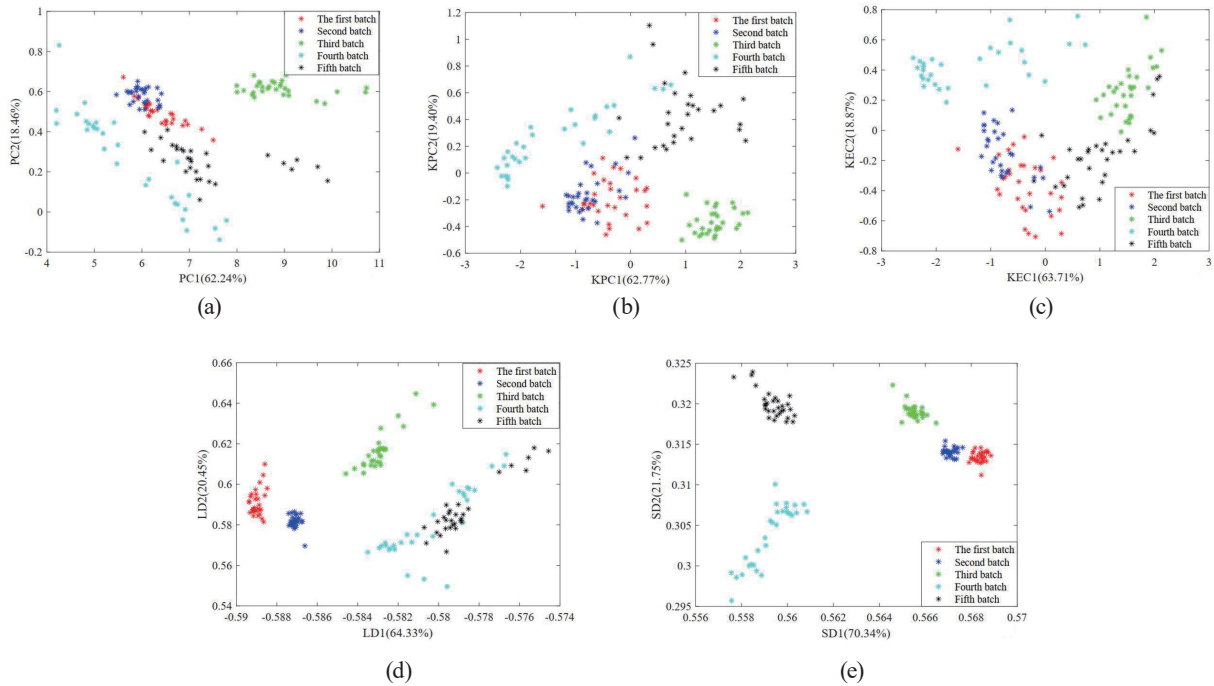 The first batch
Second batch
Third batch
Fourth batch
Fifth batch
PC2(18.46%)
1
0.8
0.6
0.4
0.2
0
-0.2
4 5 6 7 8 9 10 11
PC1(62.24%)
(a)
The first batch
Second batch
Third batch
Fourth batch
Fifth batch
KPC2(19.40%)
1.2
1
0.8
0.6
0.4
0.2
0
-0.2
-0.4
-0.6
-3 -2 -1 0 1 2 3
KPC1(62.77%)
(b)
KEC2(18.87%)
0.8
0.6
0.4
0.2
0
-0.2
-0.4
-0.6
-0.8
The first batch
Second batch
Third batch
Fourth batch
Fifth batch
-3 -2 -1 0 1 2 3
KEC1(63.71%)
(c)
The first batch
Second batch
Third batch
Fourth batch
Fifth batch
LD2(20.45%)
0.66
0.64
0.62
0.6
0.58
0.56
0.54
-0.59 -0.588 -0.586 -0.584 -0.582 -0.58 -0.578 -0.576 -0.574
LD1(64.33%)
(d)
SD2(21.75%)
0.325
0.32
0.315
0.31
0.305
0.3
0.295
The first batch
Second batch
Third batch
Fourth batch
Fifth batch
0.556 0.558 0.56 0.562 0.564 0.566 0.568 0.57
SD1(70.34%)
(e)